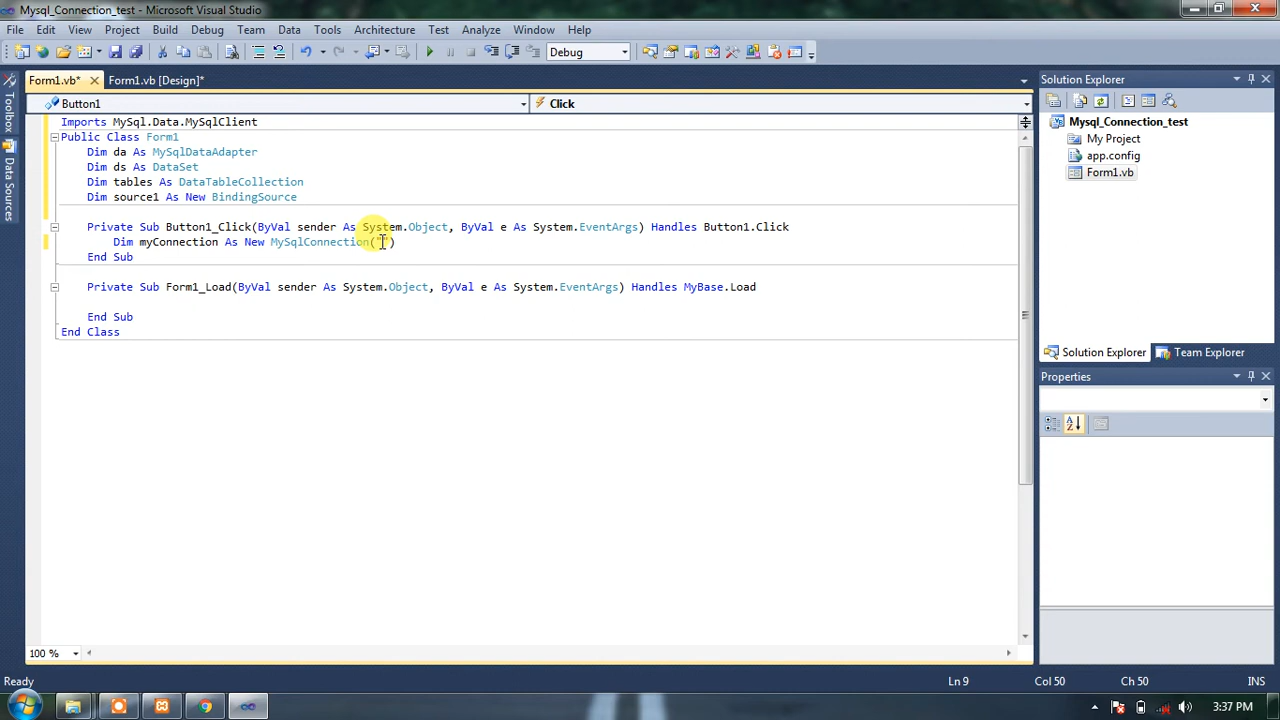 Mysql_Connection_test - Microsoft Visual Studio
File Edit View Project Build Debug Team Data Tools Architecture Test Analyze Window Help
Debug
Form1.vb* Form1.vb [Design]*
Button1 Click
Imports MySql.Data.MySqlClient
Public Class Form1
Dim da As MySqlDataAdapter
Dim ds As DataSet
Dim tables As DataTableCollection
Dim source1 As New BindingSource
Private Sub Button1_Click(ByVal sender As System.Object, ByVal e As System.EventArgs) Handles Button1.Click
Dim myConnection As New MySqlConnection("")
End Sub
Private Sub Form1_Load(ByVal sender As System.Object, ByVal e As System.EventArgs) Handles MyBase.Load
End Sub
End Class
Toolbox
Data Sources
Solution Explorer
Mysql_Connection_test
My Project
app.config
Form1.vb
Solution Explorer Team Explorer
Properties
100 %
Ready Ln 9 Col 50 Ch 50 INS
3:37 PM